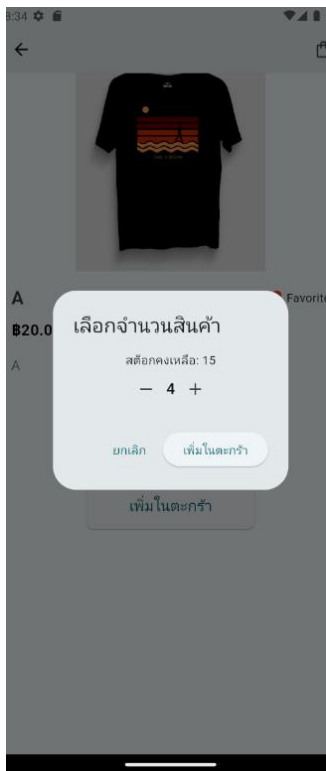 3:34
A
Favorite
฿20.0
A
เลือกจำนวนสินค้า
สต๊อกคงเหลือ: 15
4
ยกเลิก
เพิ่มในตะกร้า
เพิ่มในตะกร้า